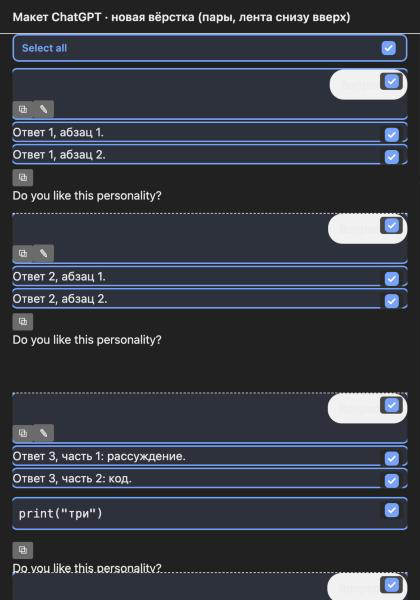 Макет ChatGPT · новая вёрстка (пары, лента снизу вверх)
Select all
Ответ 1, абзац 1.
Ответ 1, абзац 2.
Do you like this personality?
Ответ 2, абзац 1.
Ответ 2, абзац 2.
Do you like this personality?
Ответ 3, часть 1: рассуждение.
Ответ 3, часть 2: код.
print("три")
Do you like this personality?